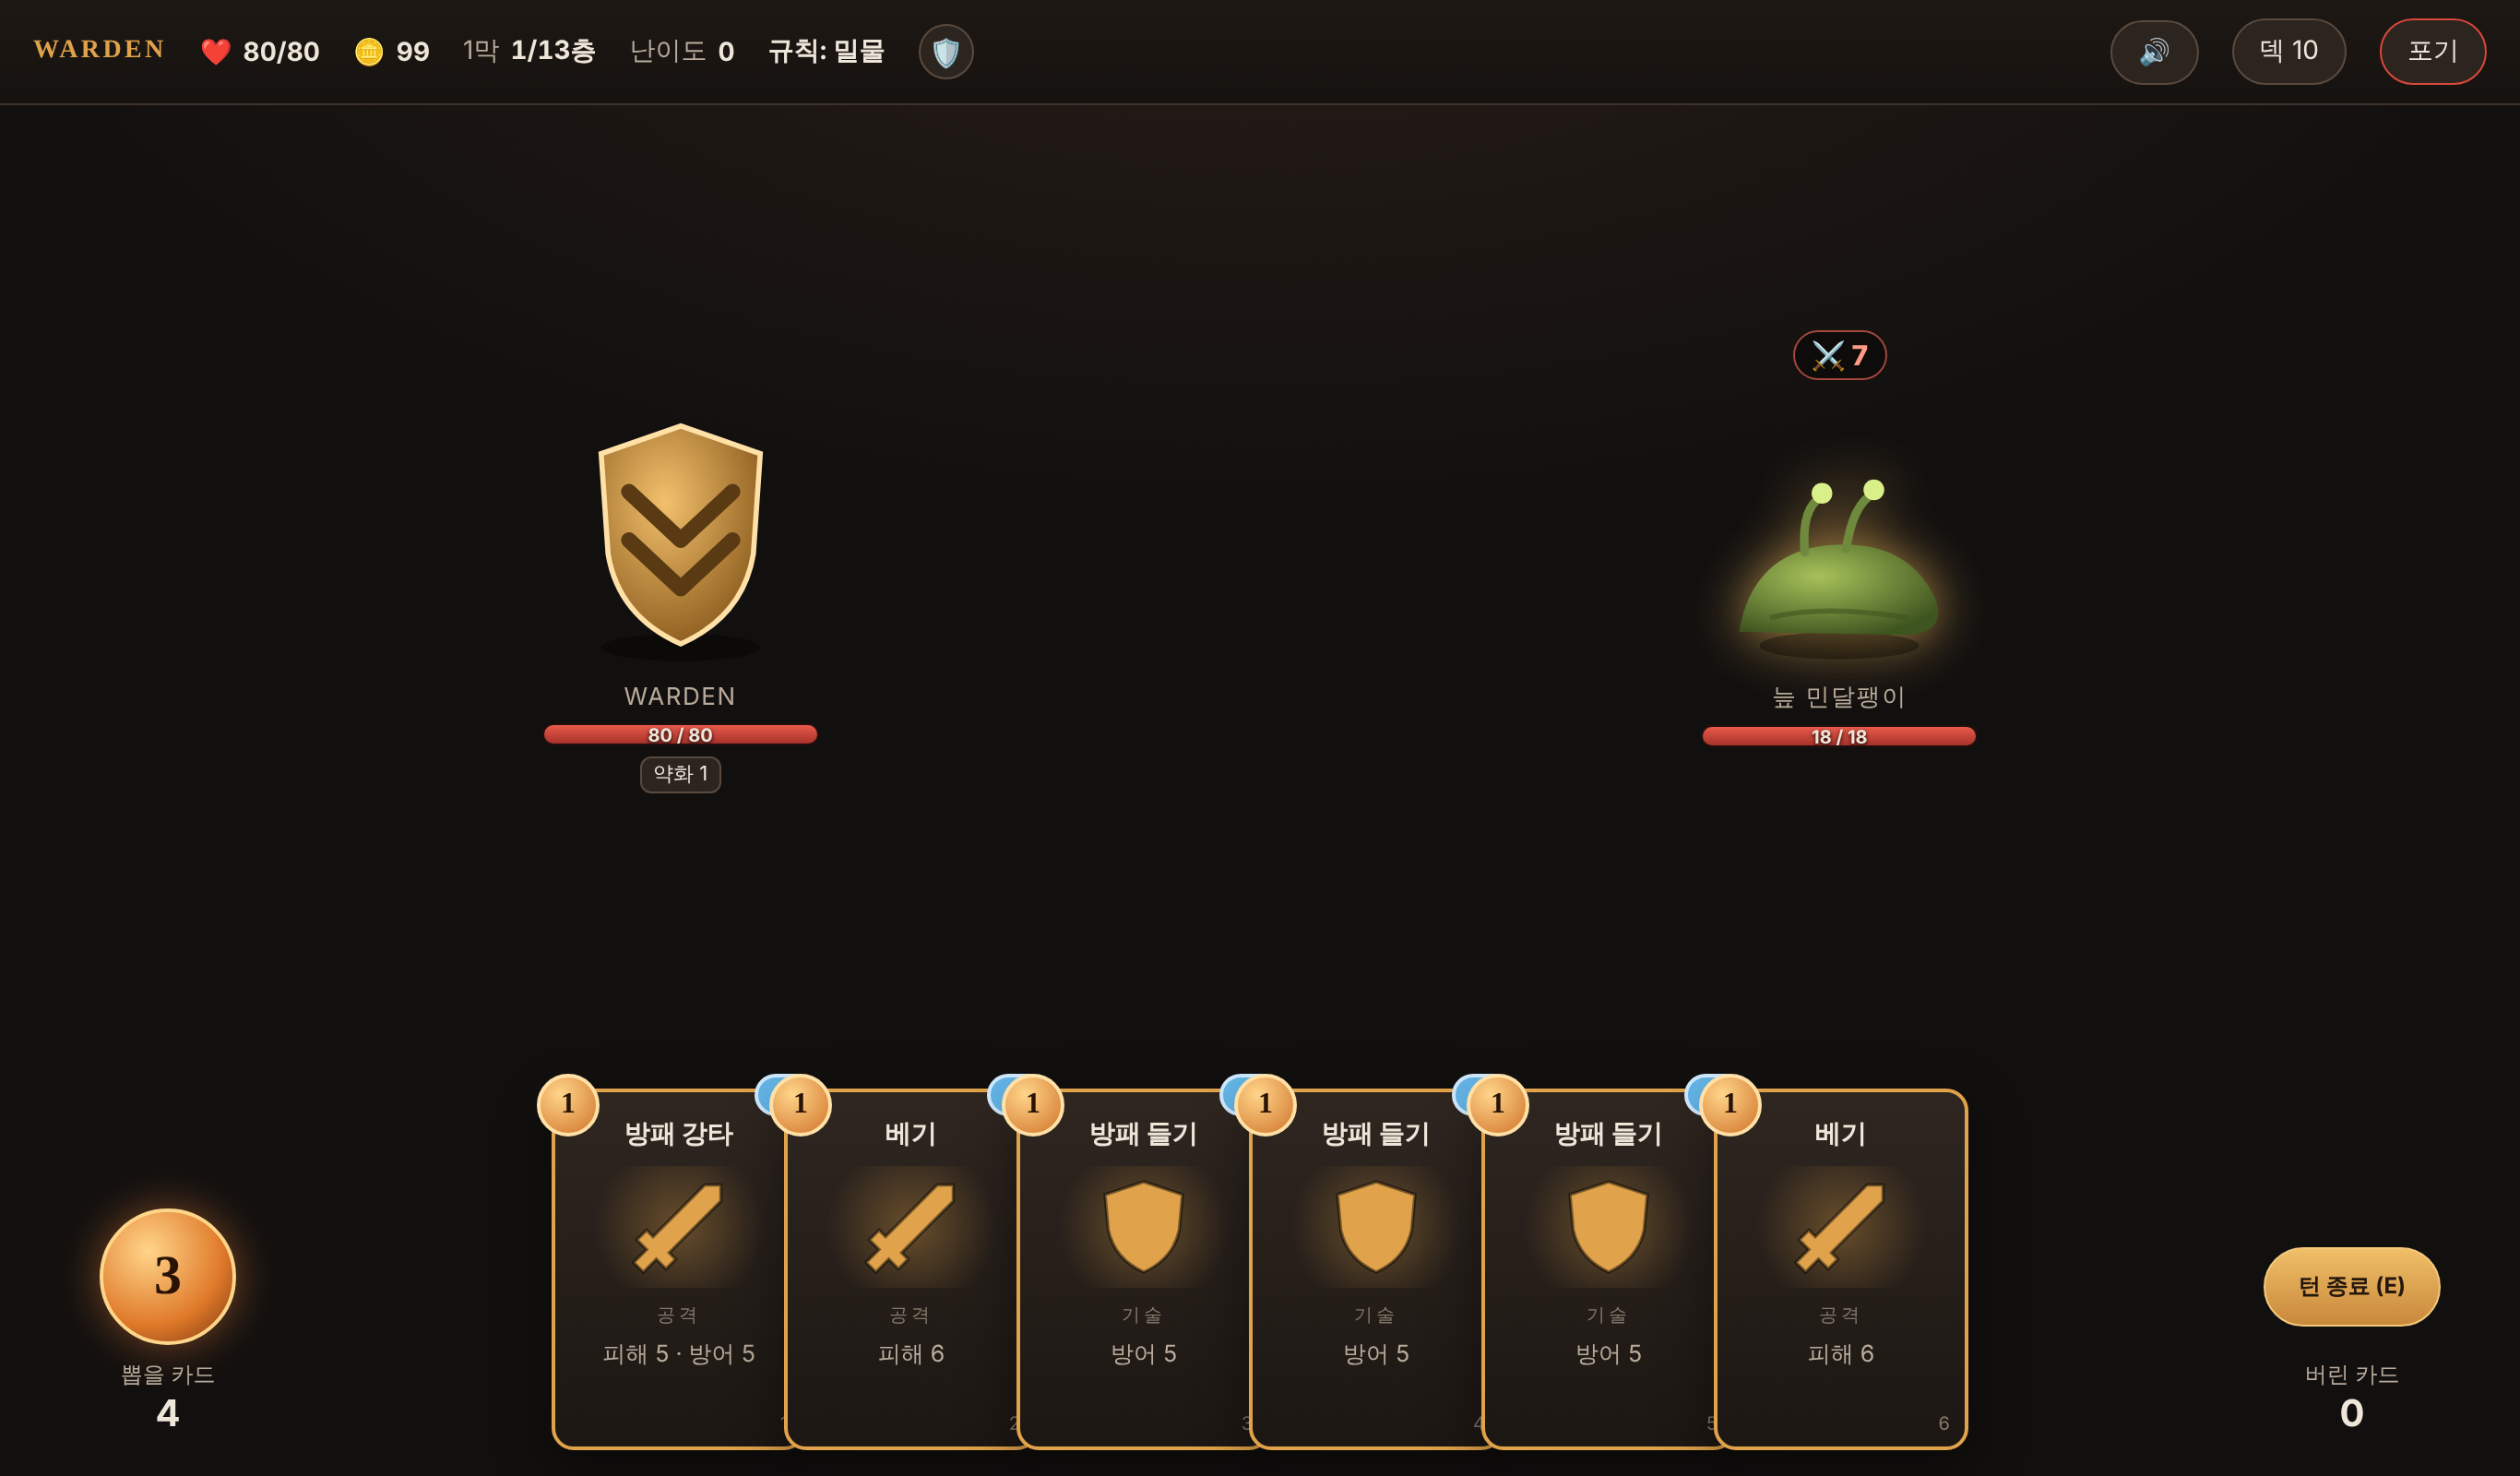 WARDEN 80/80 99 1막 1/13층 난이도 0 규칙: 밀물 덱 10 포기
7
WARDEN
80 / 80
약화 1
늪 민달팽이
18 / 18
1 방패 강타
공격
피해 5 · 방어 5
1 베기
공격
피해 6
2
1 방패 들기
기술
방어 5
3
1 방패 들기
기술
방어 5
4
1 방패 들기
기술
방어 5
5
1 베기
공격
피해 6
6
3
뽑을 카드
4
턴 종료 (E)
버린 카드
0